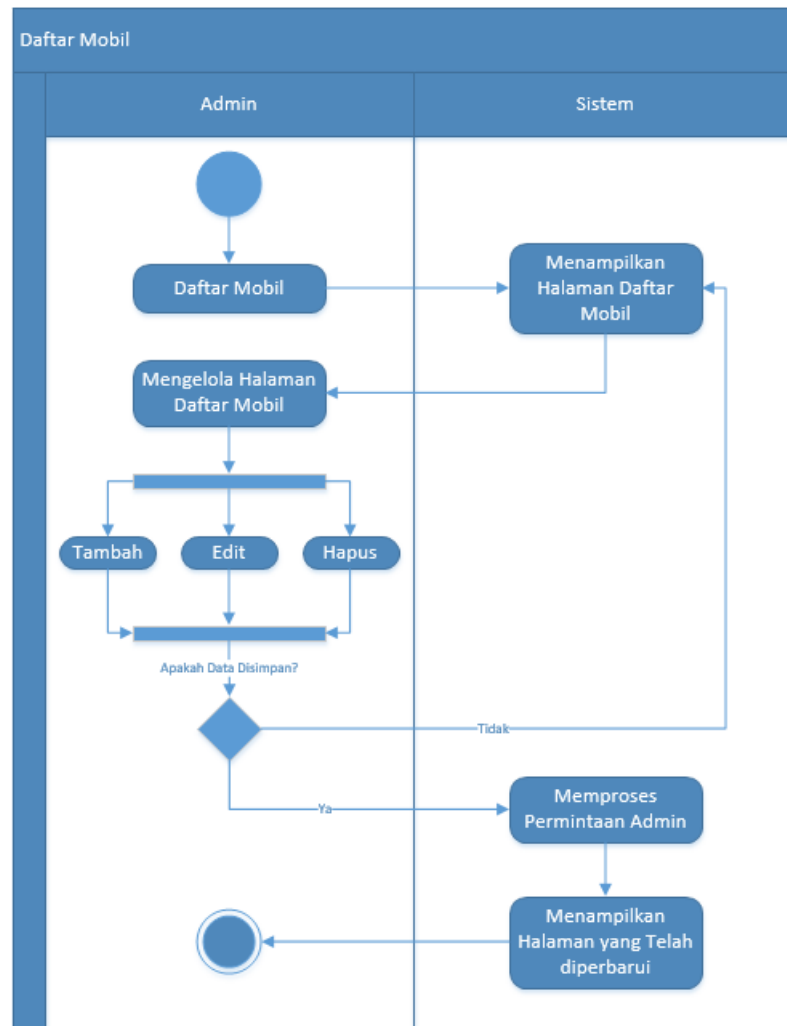 Daftar Mobil
Admin
Sistem
Daftar Mobil
Menampilkan
Halaman Daftar
Mobil
Mengelola Halaman
Daftar Mobil
Tambah
Edit
Hapus
Apakah Data Disimpan?
Tidak
Ya
Memproses
Permintaan Admin
Menampilkan
Halaman yang Telah
diperbarui